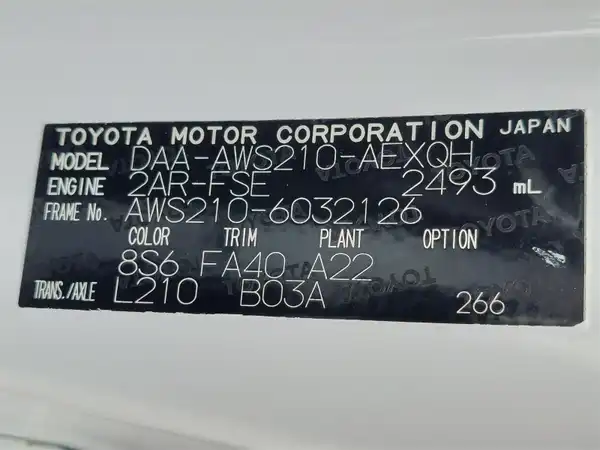 TOYOTA MOTOR CORPORATION JAPAN
MODEL DAA-AWS210-AEXQH
ENGINE 2AR-FSE 2493 mL
FRAME No. AWS210-6032126
COLOR TRIM PLANT OPTION
8S6 FA40 A22
TRANS./AXLE L210 B03A 266